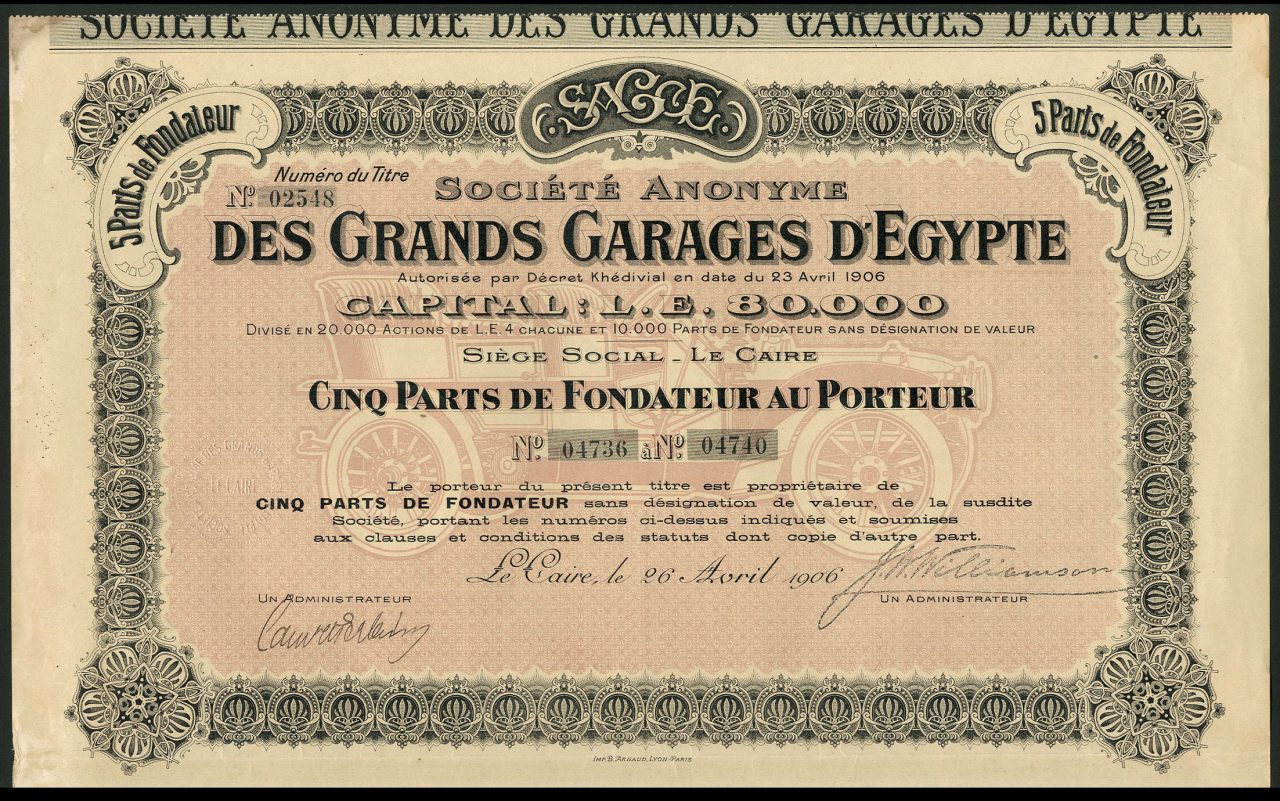 SOCIÉTÉ ANONYME DES GRANDS GARAGES D'EGYPTE
SAGE
5 Parts de Fondateur
5 Parts de Fondateur
Numéro du Titre
No. 02548
SOCIÉTÉ ANONYME
DES GRANDS GARAGES D'EGYPTE
Autorisée par Décret Khédivial en date du 23 Avril 1906
CAPITAL: L.E. 80.000
DIVISÉ EN 20.000 ACTIONS DE L.E. 4 CHACUNE ET 10.000 PARTS DE FONDATEUR SANS DÉSIGNATION DE VALEUR
SIÈGE SOCIAL - LE CAIRE
CINQ PARTS DE FONDATEUR AU PORTEUR
No. 04736 à No. 04740
Le porteur du présent titre est propriétaire de
CINQ PARTS DE FONDATEUR sans désignation de valeur, de la susdite
Société, portant les numéros ci-dessus indiqués et soumises
aux clauses et conditions des statuts dont copie d'autre part.
LE CAIRE
Le Caire, le 26 Avril 1906
J. W. Williamson
UN ADMINISTRATEUR
UN ADMINISTRATEUR
IMP. B. ARNAUD, LYON-PARIS